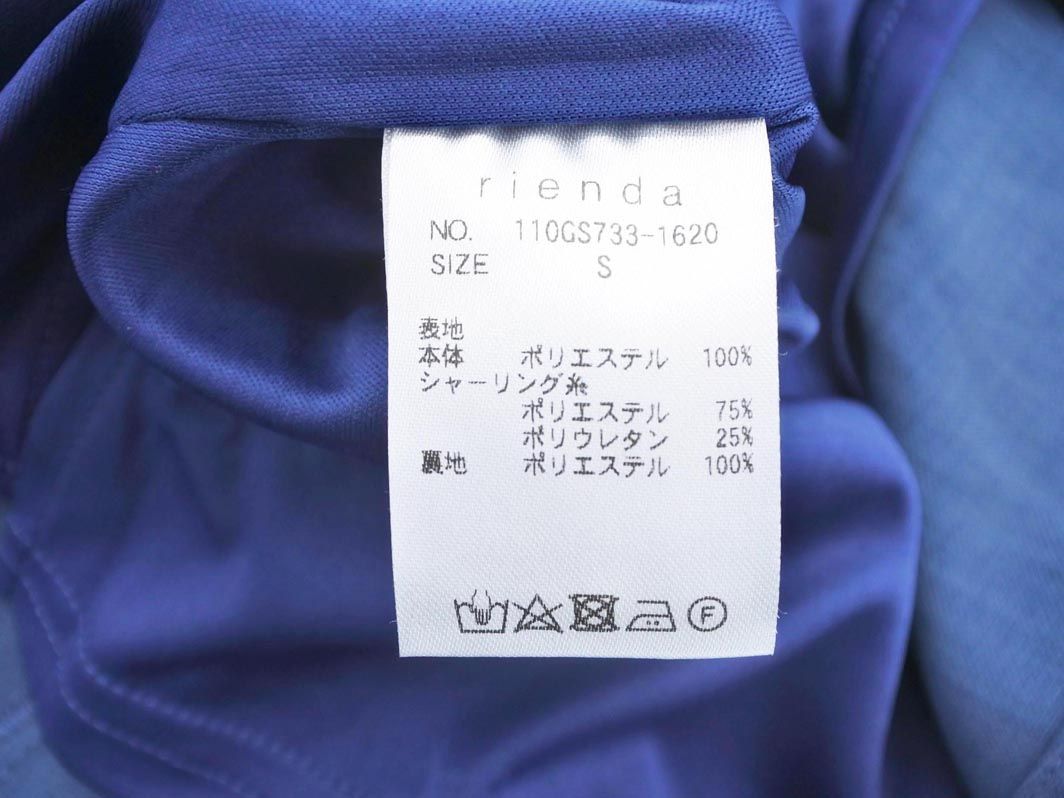 rienda
NO. 110GS733-1620
SIZE S
表地
本体 ポリエステル 100%
シャーリング糸
ポリエステル 75%
ポリウレタン 25%
裏地 ポリエステル 100%
F